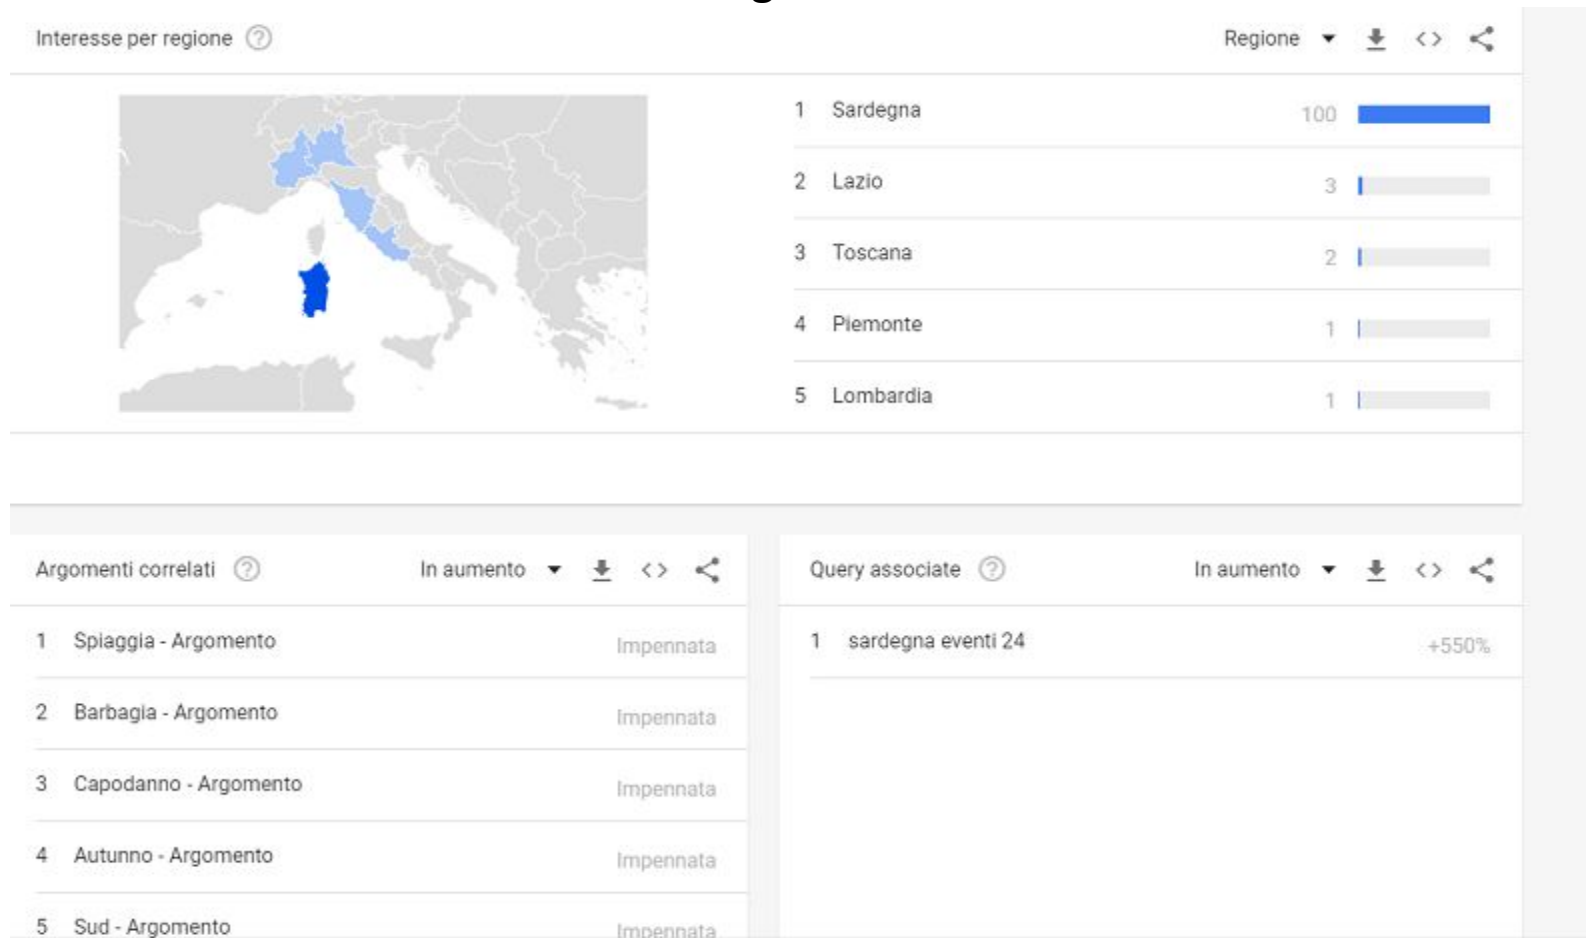 Interesse per regione
Regione
1 Sardegna 100
2 Lazio 3
3 Toscana 2
4 Piemonte 1
5 Lombardia 1
Argomenti correlati In aumento
1 Spiaggia - Argomento Impennata
2 Barbagia - Argomento Impennata
3 Capodanno - Argomento Impennata
4 Autunno - Argomento Impennata
5 Sud - Argomento Impennata
Query associate In aumento
1 sardegna eventi 24 +550%